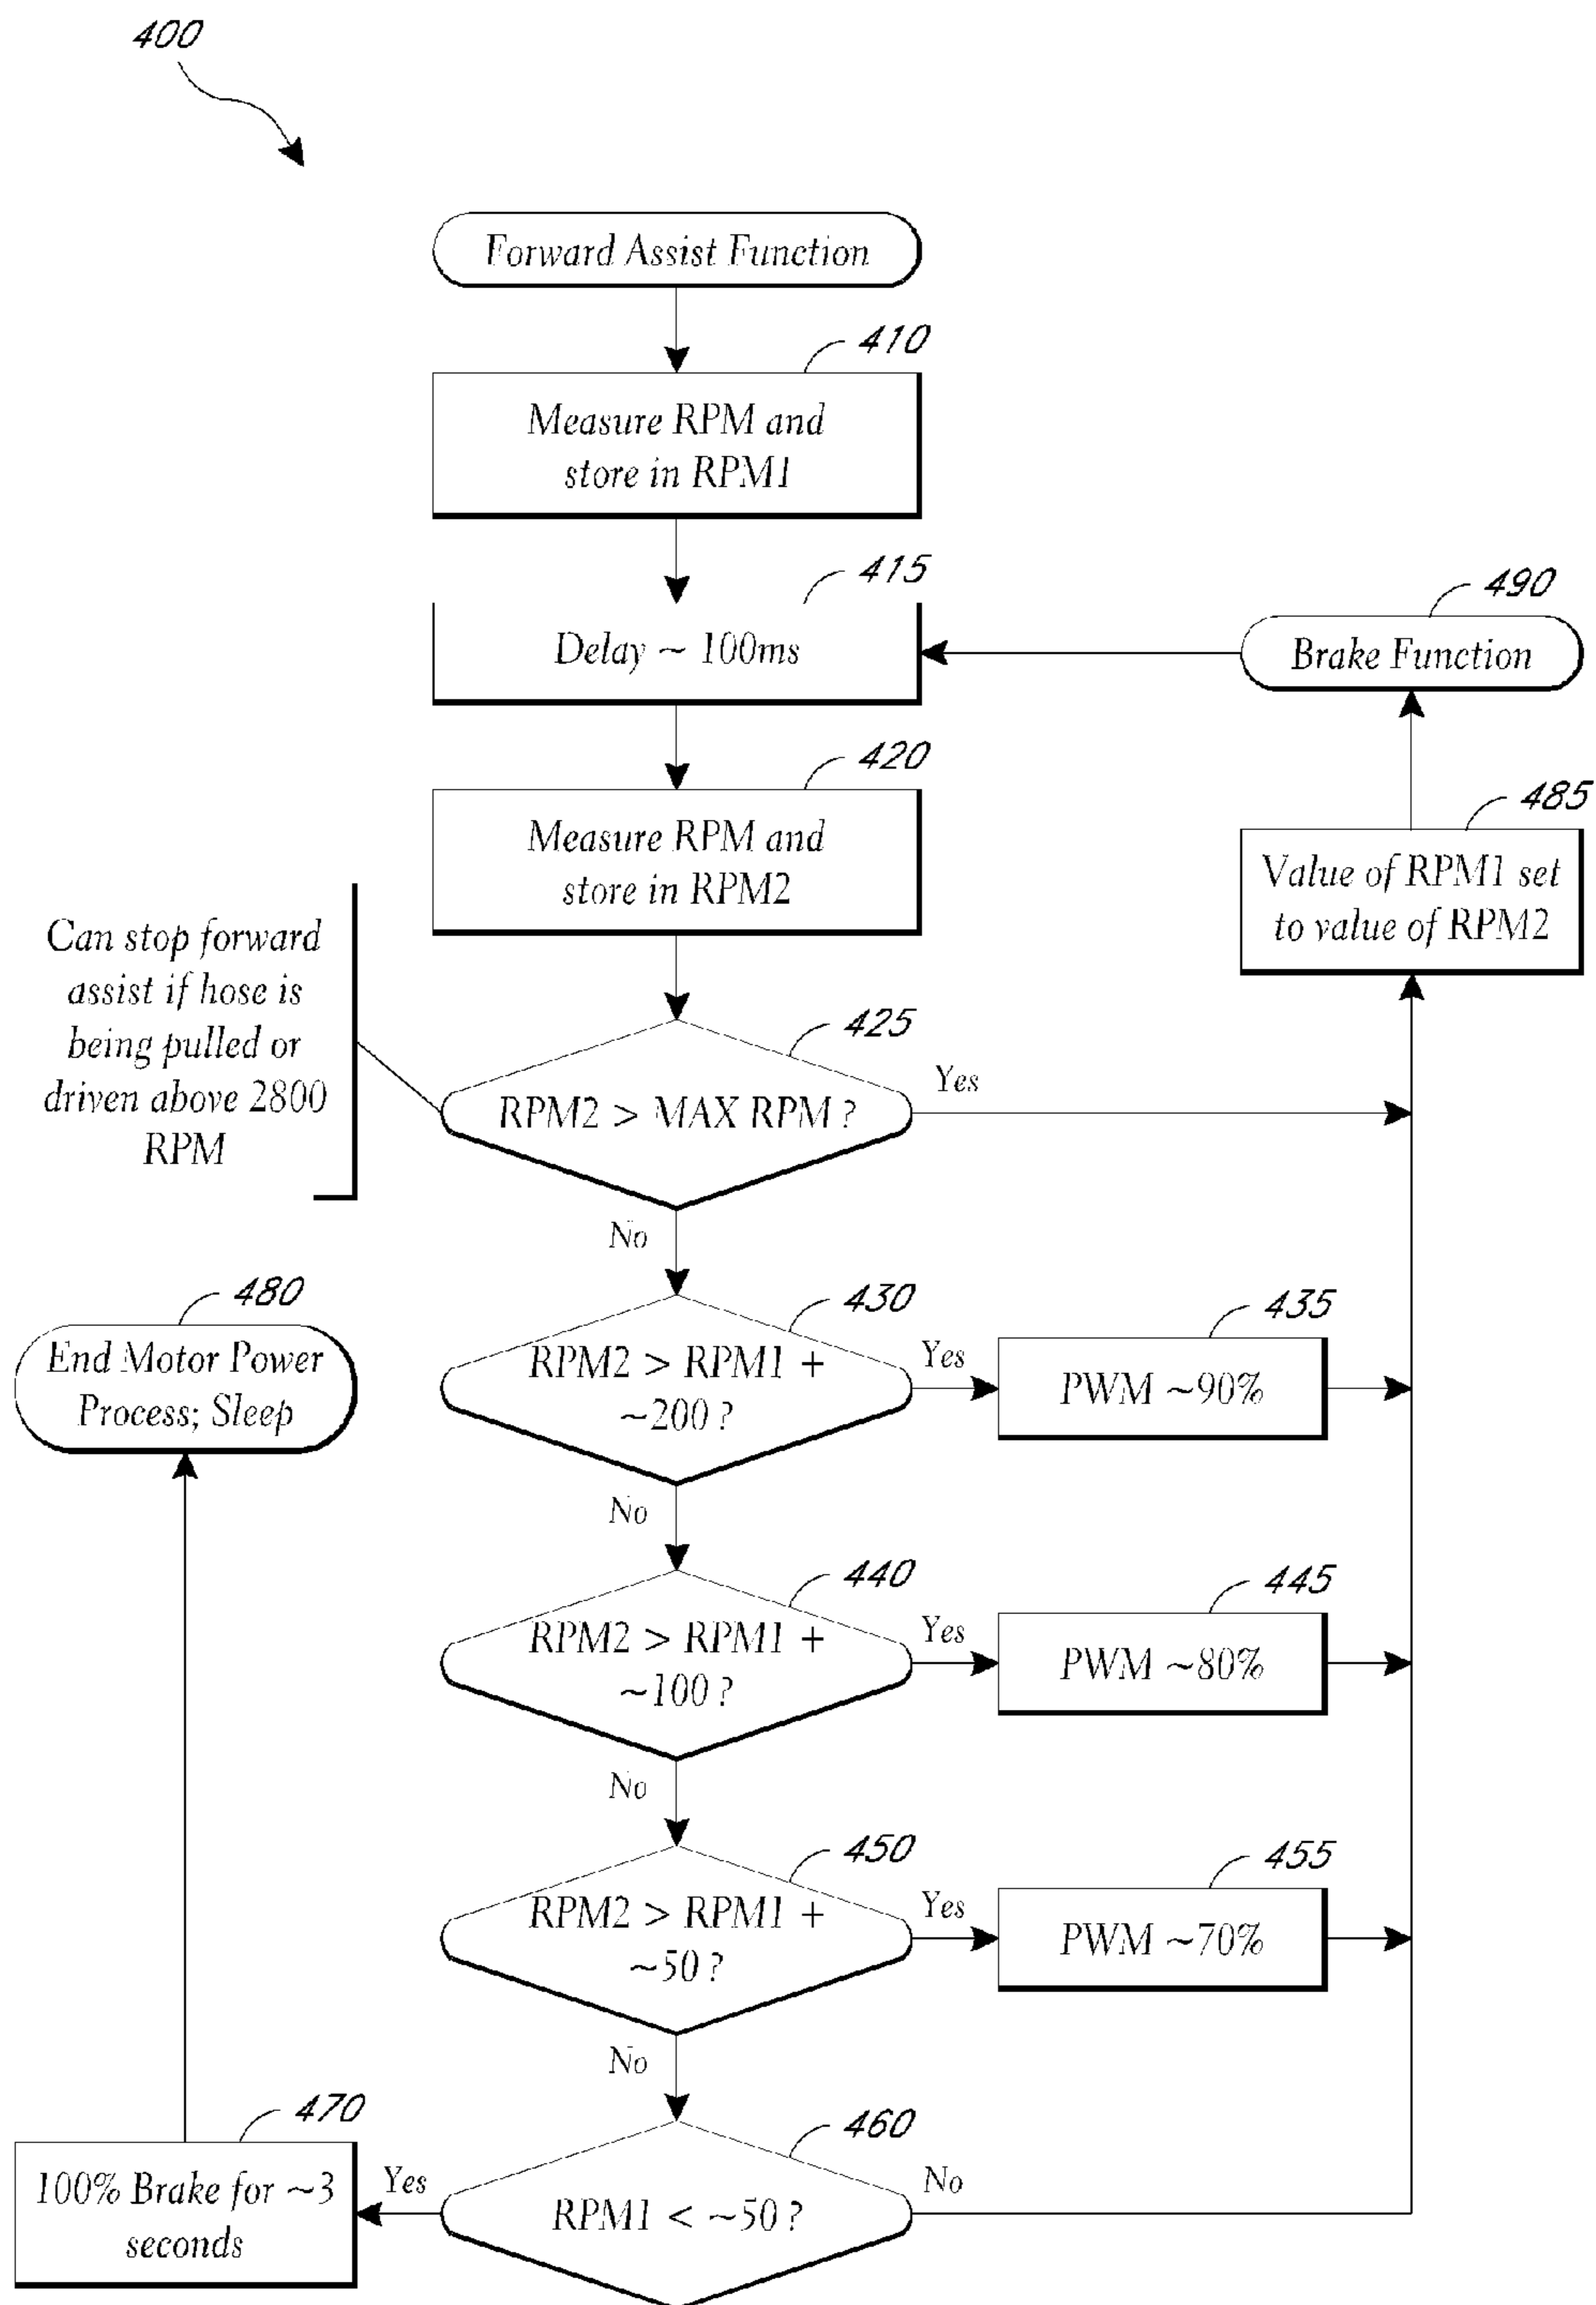 400
Forward Assist Function
410
Measure RPM and
store in RPM1
415
Delay ~ 100ms
490
Brake Function
420
Measure RPM and
store in RPM2
485
Value of RPM1 set
to value of RPM2
Can stop forward
assist if hose is
being pulled or
driven above 2800
RPM
425
RPM2 > MAX RPM ?
Yes
No
480
End Motor Power
Process; Sleep
430
RPM2 > RPM1 +
~200 ?
Yes
435
PWM ~90%
No
440
RPM2 > RPM1 +
~100 ?
Yes
445
PWM ~80%
No
450
RPM2 > RPM1 +
~50 ?
Yes
455
PWM ~70%
No
470
100% Brake for ~3
seconds
Yes
460
RPM1 < ~50 ?
No